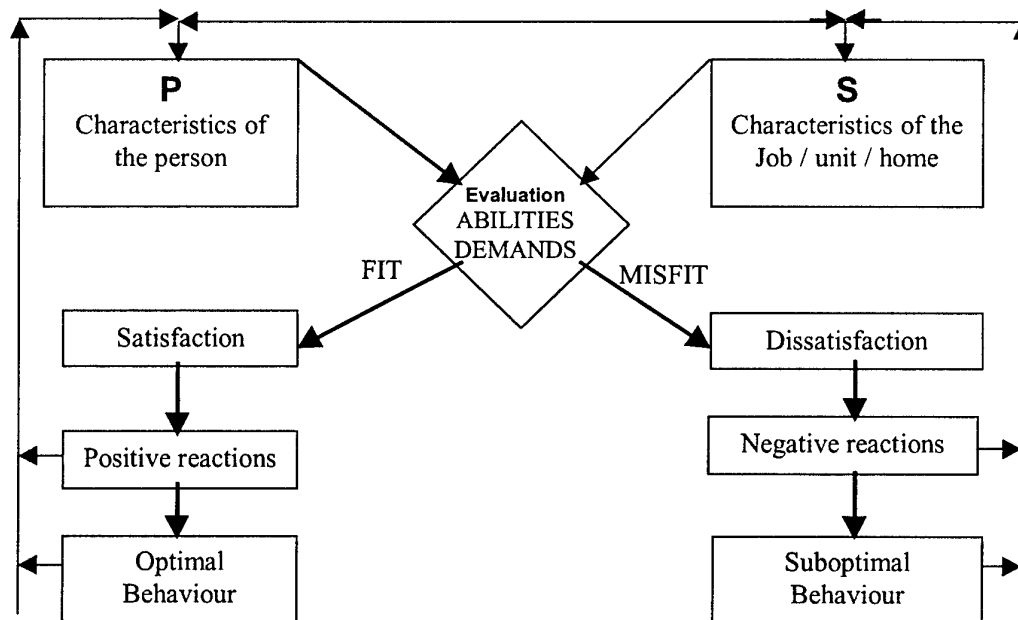 P
Characteristics of
the person
S
Characteristics of the
Job / unit / home
Evaluation
ABILITIES
DEMANDS
FIT
MISFIT
Satisfaction
Dissatisfaction
Positive reactions
Negative reactions
Optimal
Behaviour
Suboptimal
Behaviour